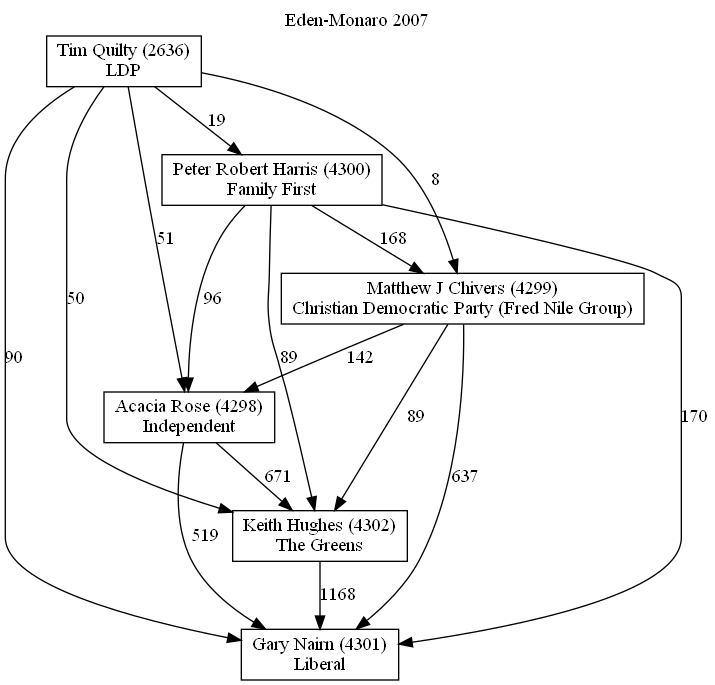 Eden-Monaro 2007
Tim Quilty (2636)
LDP
19
Peter Robert Harris (4300)
Family First
8
51
168
50
96
Matthew J Chivers (4299)
Christian Democratic Party (Fred Nile Group)
90
89
142
Acacia Rose (4298)
Independent
89
170
671
637
519
Keith Hughes (4302)
The Greens
1168
Gary Nairn (4301)
Liberal